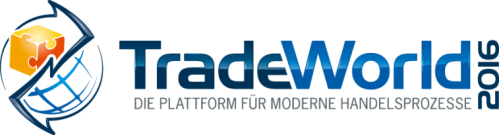 TradeWorld 2016
DIE PLATTFORM FÜR MODERNE HANDELSPROZESSE